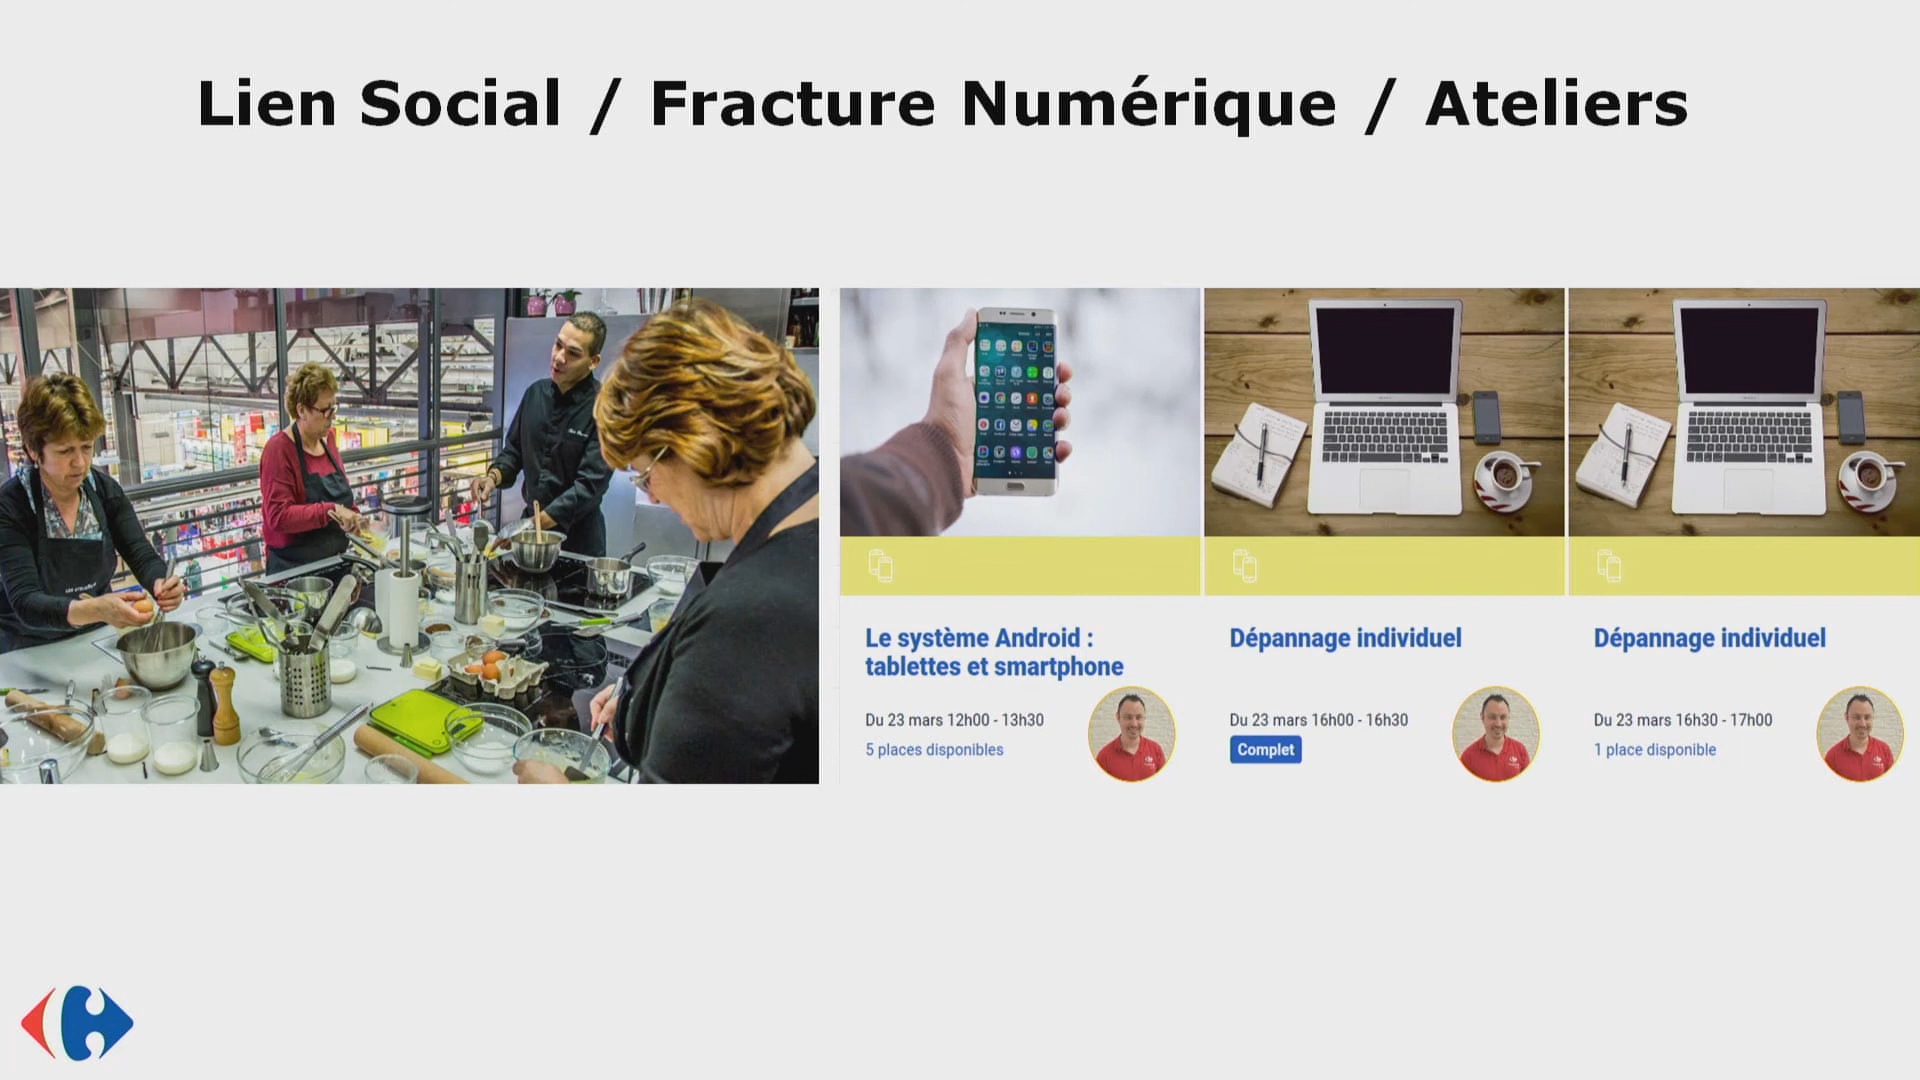 Lien Social / Fracture Numérique / Ateliers
Le système Android :
tablettes et smartphone
Du 23 mars 12h00 - 13h30
5 places disponibles
Dépannage individuel
Du 23 mars 16h00 - 16h30
Complet
Dépannage individuel
Du 23 mars 16h30 - 17h00
1 place disponible